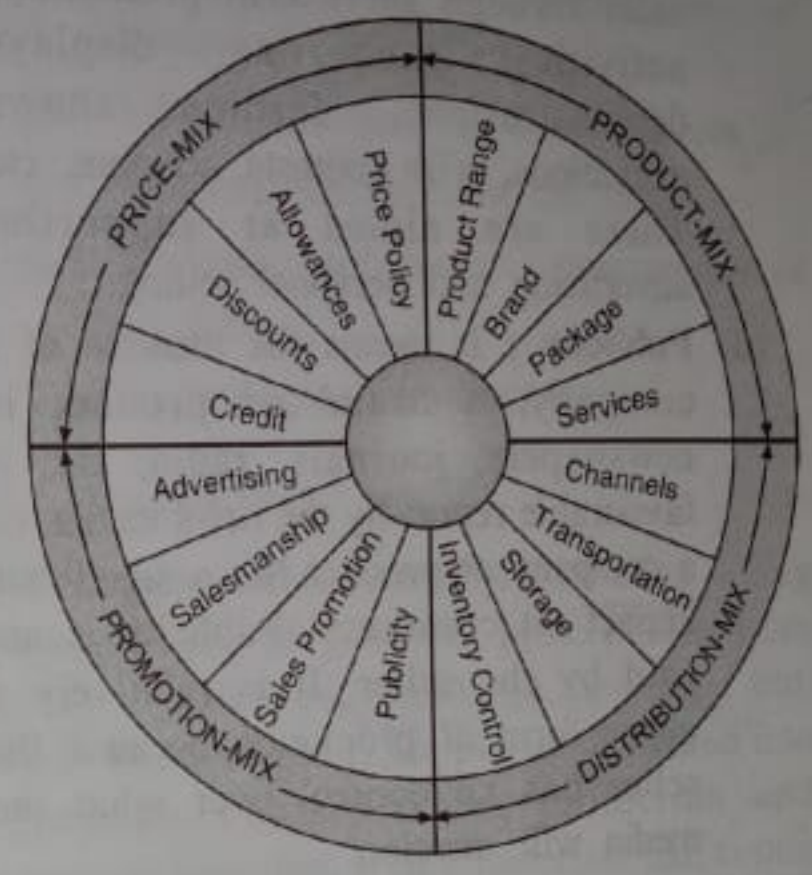 PRICE-MIX
PRODUCT-MIX
Price Policy
Allowances
Discounts
Credit
Product Range
Brand
Package
Services
Advertising
Salesmanship
Sales Promotion
Publicity
Channels
Transportation
Storage
Inventory Control
PROMOTION-MIX
DISTRIBUTION-MIX